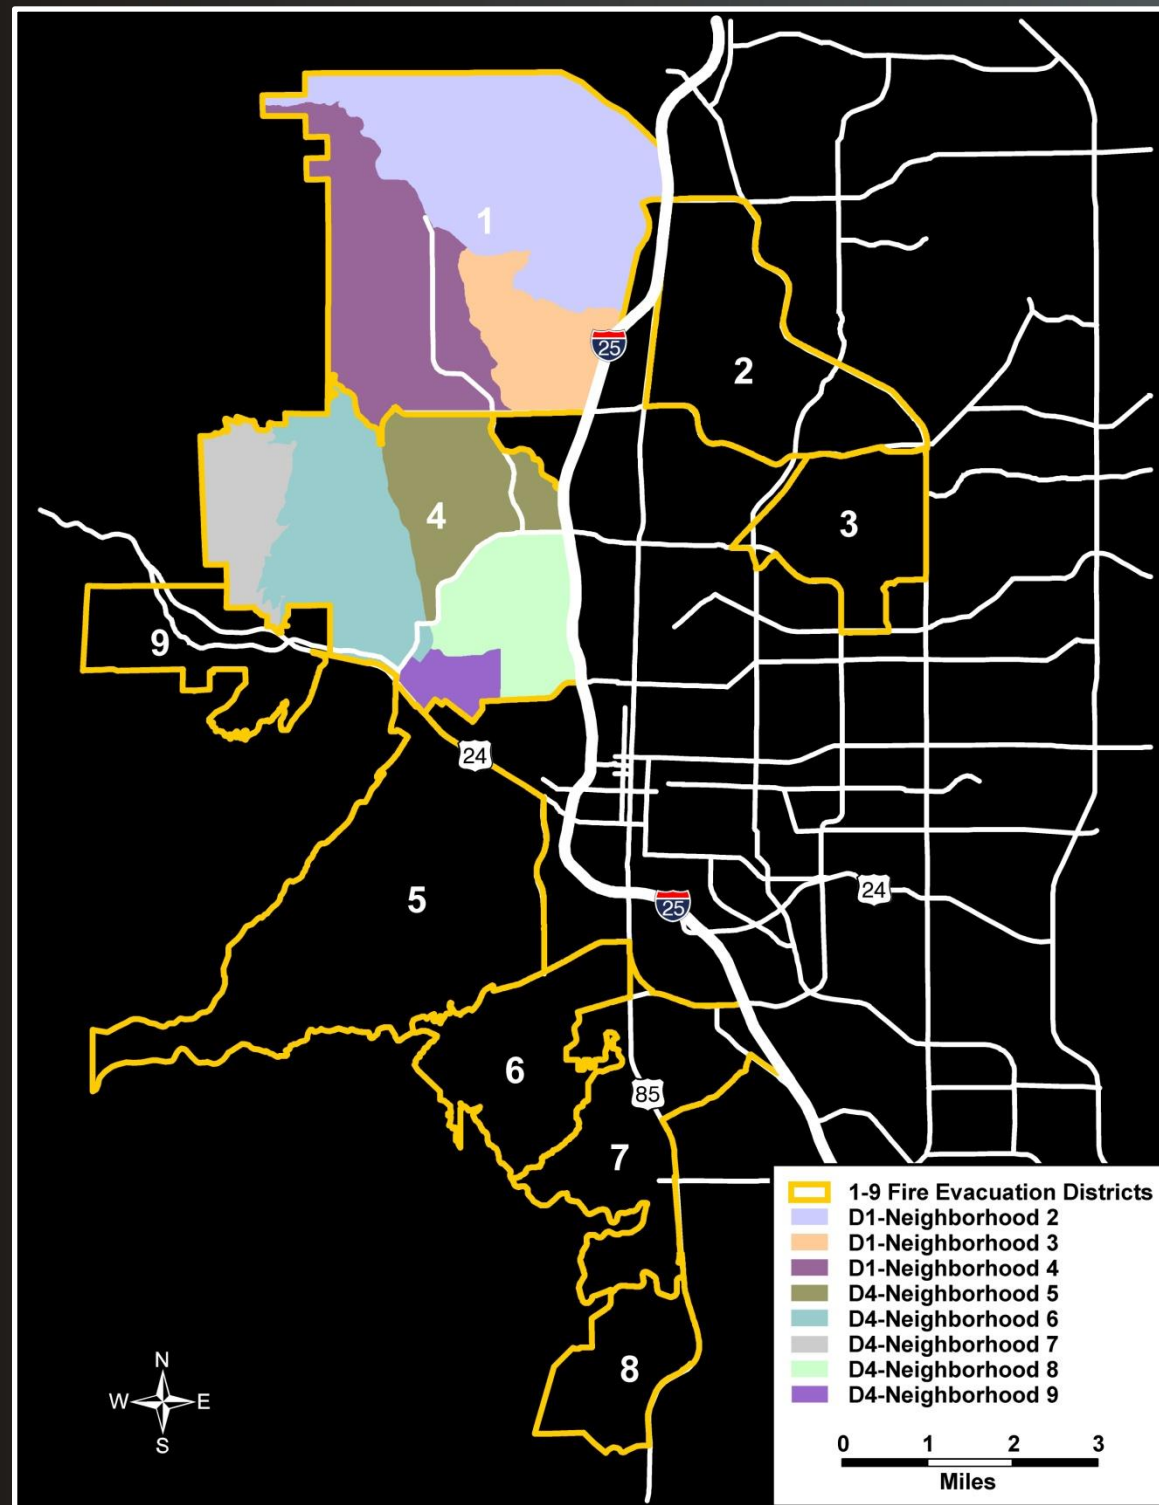 1
25
2
3
4
9
24
5
24
25
6
85
7
8
1-9 Fire Evacuation Districts
D1-Neighborhood 2
D1-Neighborhood 3
D1-Neighborhood 4
D4-Neighborhood 5
D4-Neighborhood 6
D4-Neighborhood 7
D4-Neighborhood 8
D4-Neighborhood 9
N
W E
S
0 1 2 3
Miles